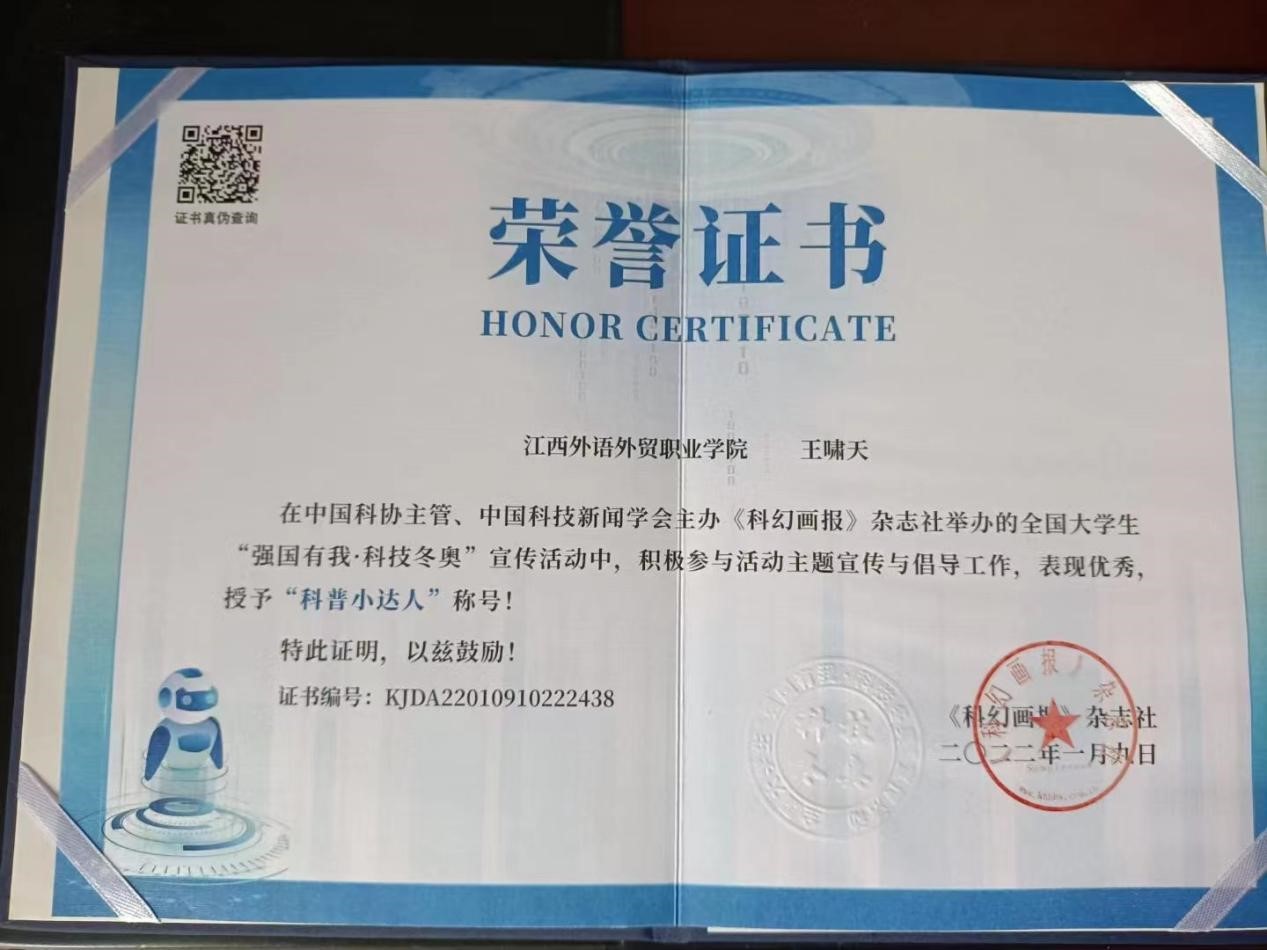 证书真伪查询
荣誉证书
HONOR CERTIFICATE
江西外语外贸职业学院 王啸天
在中国科协主管、中国科技新闻学会主办《科幻画报》杂志社举办的全国大学生
“强国有我·科技冬奥”宣传活动中，积极参与活动主题宣传与倡导工作，表现优秀，
授予“科普小达人”称号！
特此证明，以兹鼓励！
证书编号：KJDA22010910222438
《科幻画报》杂志社
二〇二二年一月九日